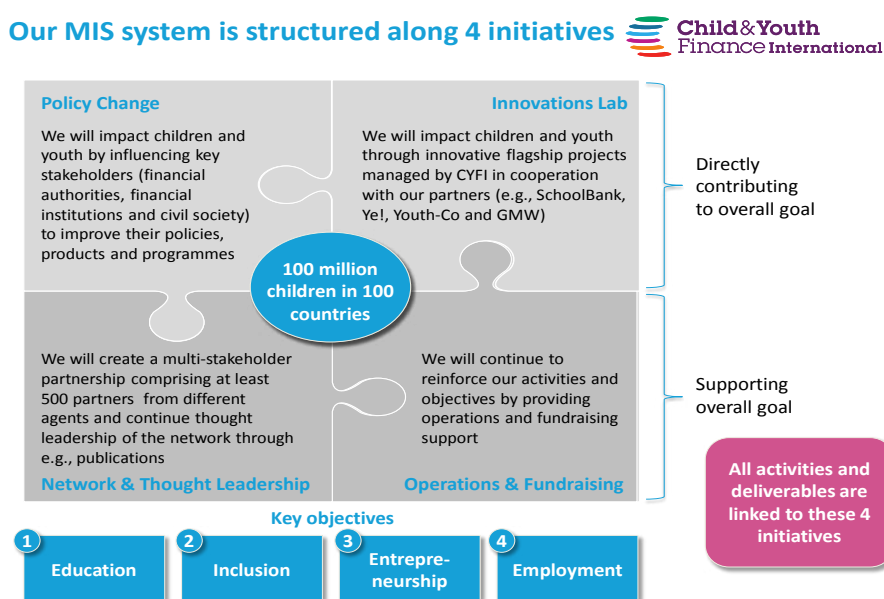 Our MIS system is structured along 4 initiatives
Child&Youth
Finance International
Policy Change
We will impact children and
youth by influencing key
stakeholders (financial
authorities, financial
institutions and civil society)
to improve their policies,
products and programmes
Innovations Lab
We will impact children and youth
through innovative flagship projects
managed by CYFI in cooperation
with our partners (e.g., SchoolBank,
Ye!, Youth-Co and GMW)
Directly
contributing
to overall goal
100 million
children in 100
countries
We will create a multi-stakeholder
partnership comprising at least
500 partners from different
agents and continue thought
leadership of the network through
e.g., publications
Network & Thought Leadership
We will continue to
reinforce our activities and
objectives by providing
operations and fundraising
support
Operations & Fundraising
Supporting
overall goal
All activities and
deliverables are
linked to these 4
initiatives
Key objectives
1
Education
2
Inclusion
3
Entrepre-
neurship
4
Employment